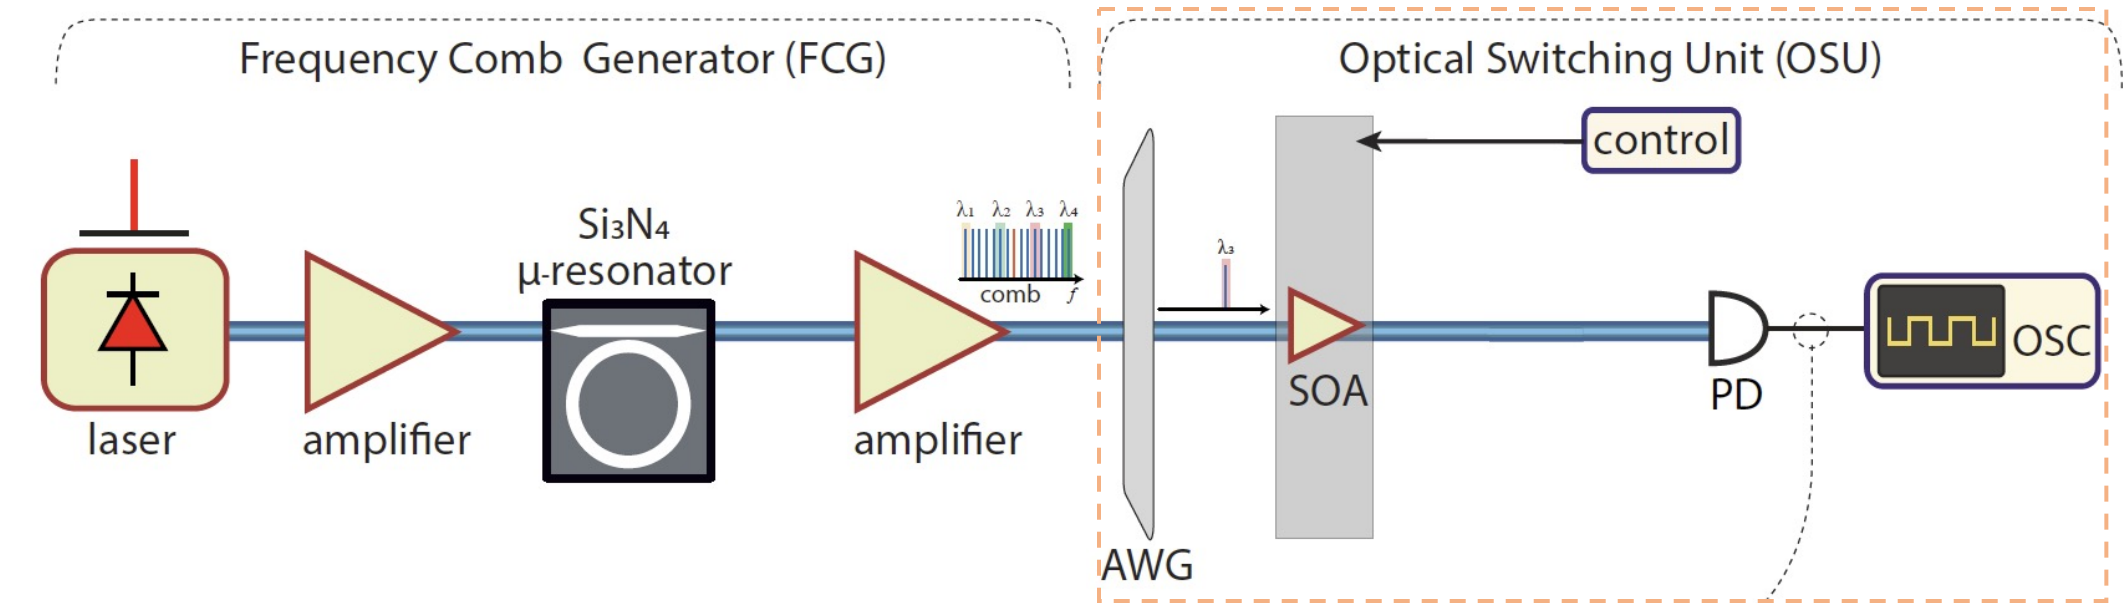 Frequency Comb Generator (FCG)
Optical Switching Unit (OSU)
control
Si₃N₄
µ-resonator
λ₁ λ₂ λ₃ λ₄
comb f
λ₃
laser
amplifier
amplifier
SOA
PD
OSC
AWG